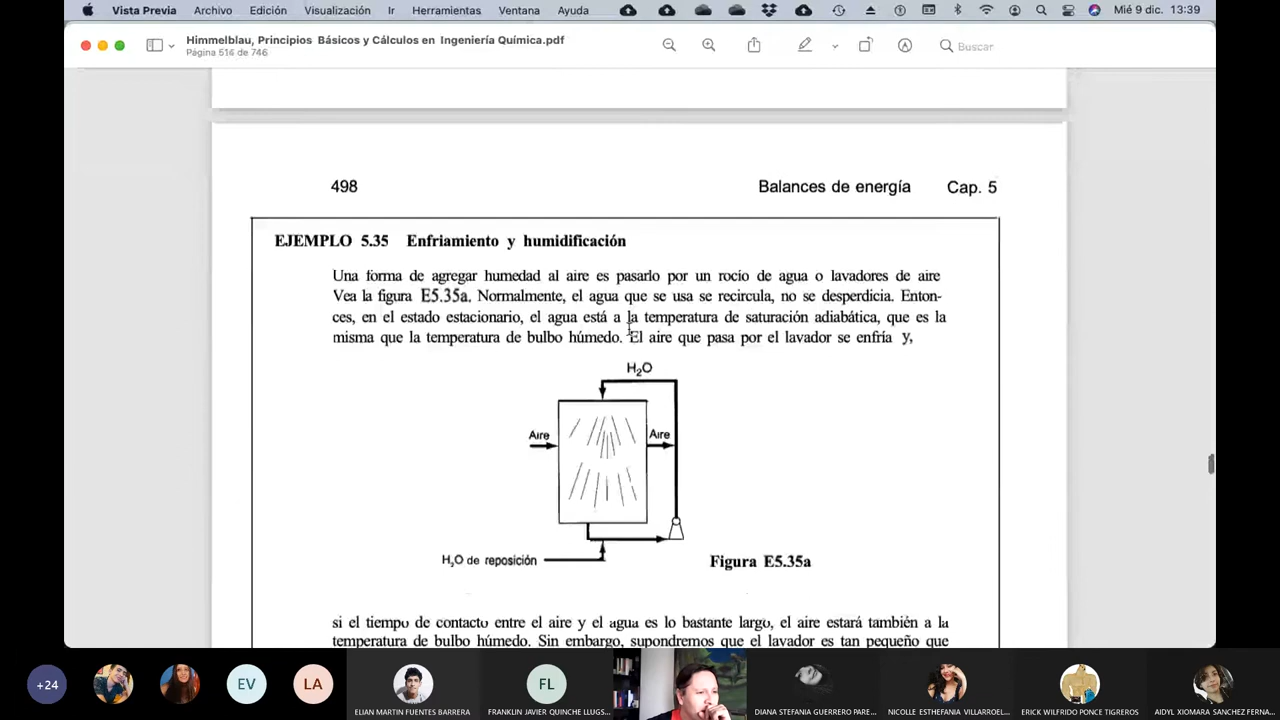 Vista Previa Archivo Edición Visualización Ir Herramientas Ventana Ayuda Mié 9 dic. 13:39
Himmelblau, Principios Básicos y Cálculos en Ingeniería Química.pdf
Página 516 de 746
Buscar
498 Balances de energía Cap. 5
EJEMPLO 5.35 Enfriamiento y humidificación
Una forma de agregar humedad al aire es pasarlo por un rocío de agua o lavadores de aire
Vea la figura E5.35a. Normalmente, el agua que se usa se recircula, no se desperdicia. Enton-
ces, en el estado estacionario, el agua está a la temperatura de saturación adiabática, que es la
misma que la temperatura de bulbo húmedo. El aire que pasa por el lavador se enfría y,
H₂O
Aire Aire
H₂O de reposición
Figura E5.35a
si el tiempo de contacto entre el aire y el agua es lo bastante largo, el aire estará también a la
temperatura de bulbo húmedo. Sin embargo, supondremos que el lavador es tan pequeño que
+24 EV LA FL
ELIAN MARTIN FUENTES BARRERA FRANKLIN JAVIER QUINCHE LLUGS... DIANA STEFANIA GUERRERO PARE... NICOLLE ESTHEFANIA VILLARROEL... ERICK WILFRIDO PONCE TIGREROS AIDYL XIOMARA SANCHEZ FERNA...